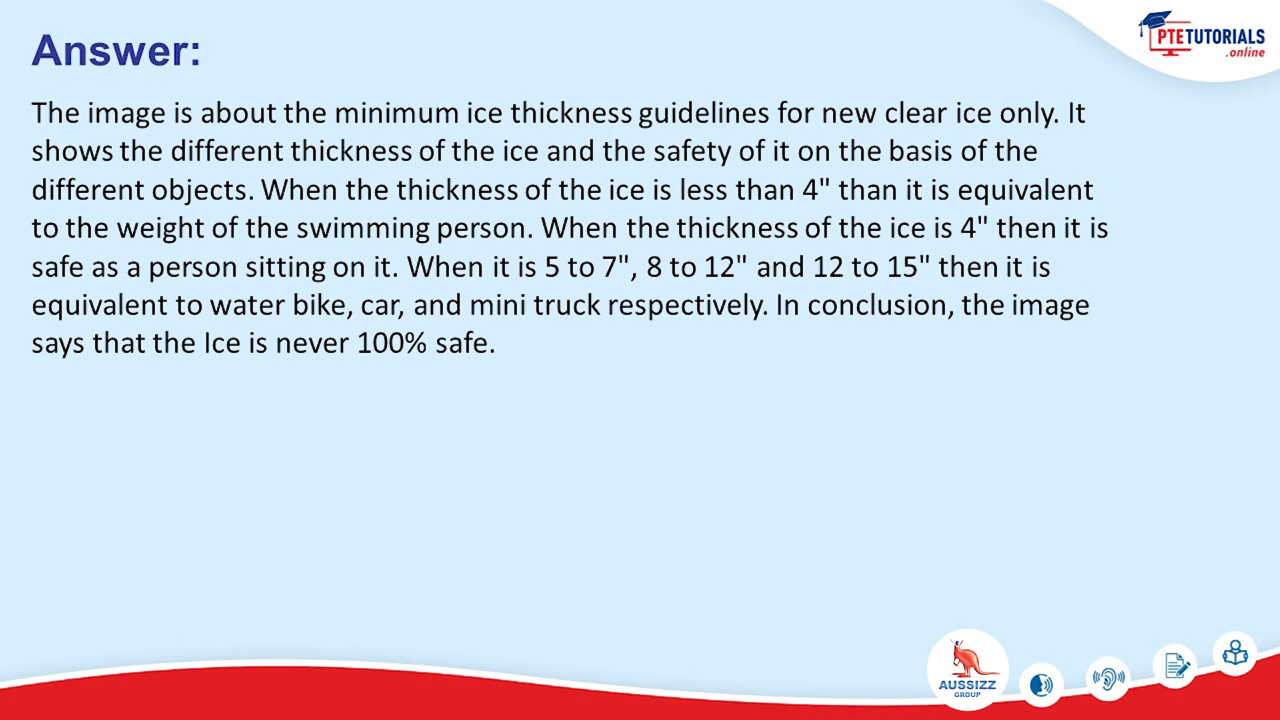 PTETUTORIALS
.online
Answer:
The image is about the minimum ice thickness guidelines for new clear ice only. It
shows the different thickness of the ice and the safety of it on the basis of the
different objects. When the thickness of the ice is less than 4" than it is equivalent
to the weight of the swimming person. When the thickness of the ice is 4" then it is
safe as a person sitting on it. When it is 5 to 7", 8 to 12" and 12 to 15" then it is
equivalent to water bike, car, and mini truck respectively. In conclusion, the image
says that the Ice is never 100% safe.
AUSSIZZ
GROUP